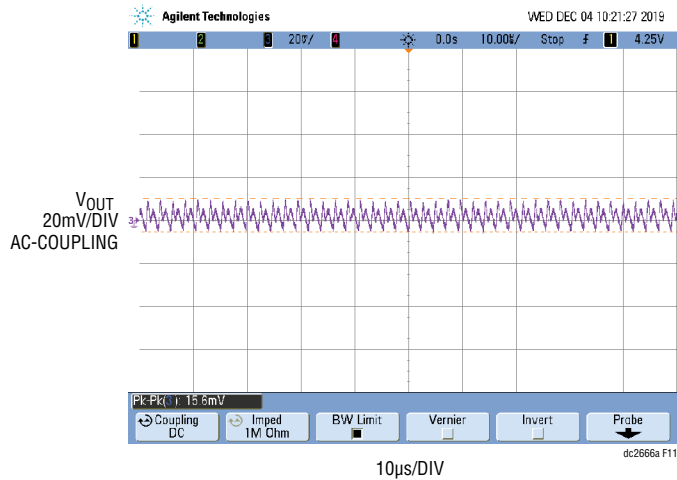 Agilent Technologies
WED DEC 04 10:21:27 2019
1 2 3 20♉/ 4 0.0s 10.00%/ Stop 1 4.25V
VOUT
20mV/DIV
AC-COUPLING
3
Pk-Pk(3): 15.6mV
Coupling
DC
Imped
1M Ohm
BW Limit
Vernier
Invert
Probe
dc2666a F11
10µs/DIV